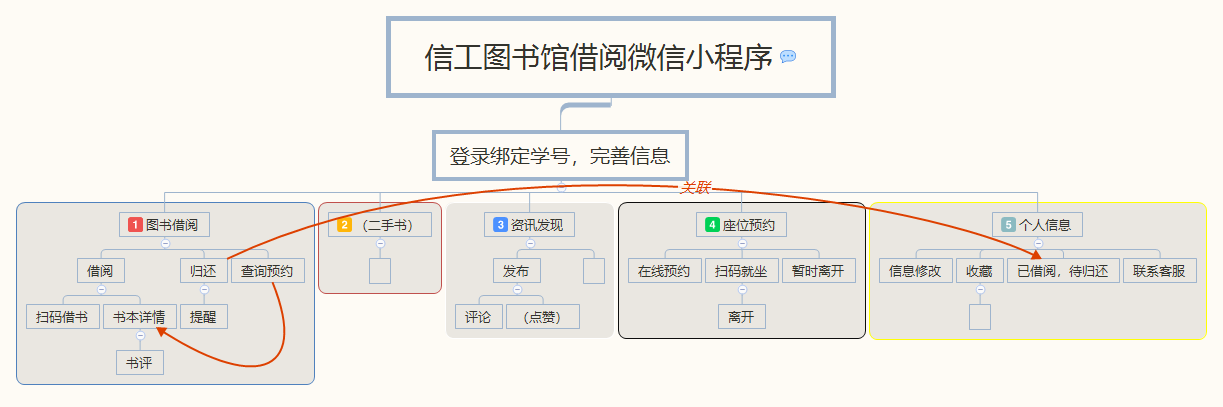 信工图书馆借阅微信小程序
登录绑定学号，完善信息
关联
1 图书借阅
借阅
归还
查询预约
扫码借书
书本详情
提醒
书评
2 （二手书）
3 资讯发现
发布
评论
（点赞）
4 座位预约
在线预约
扫码就坐
暂时离开
离开
5 个人信息
信息修改
收藏
已借阅，待归还
联系客服